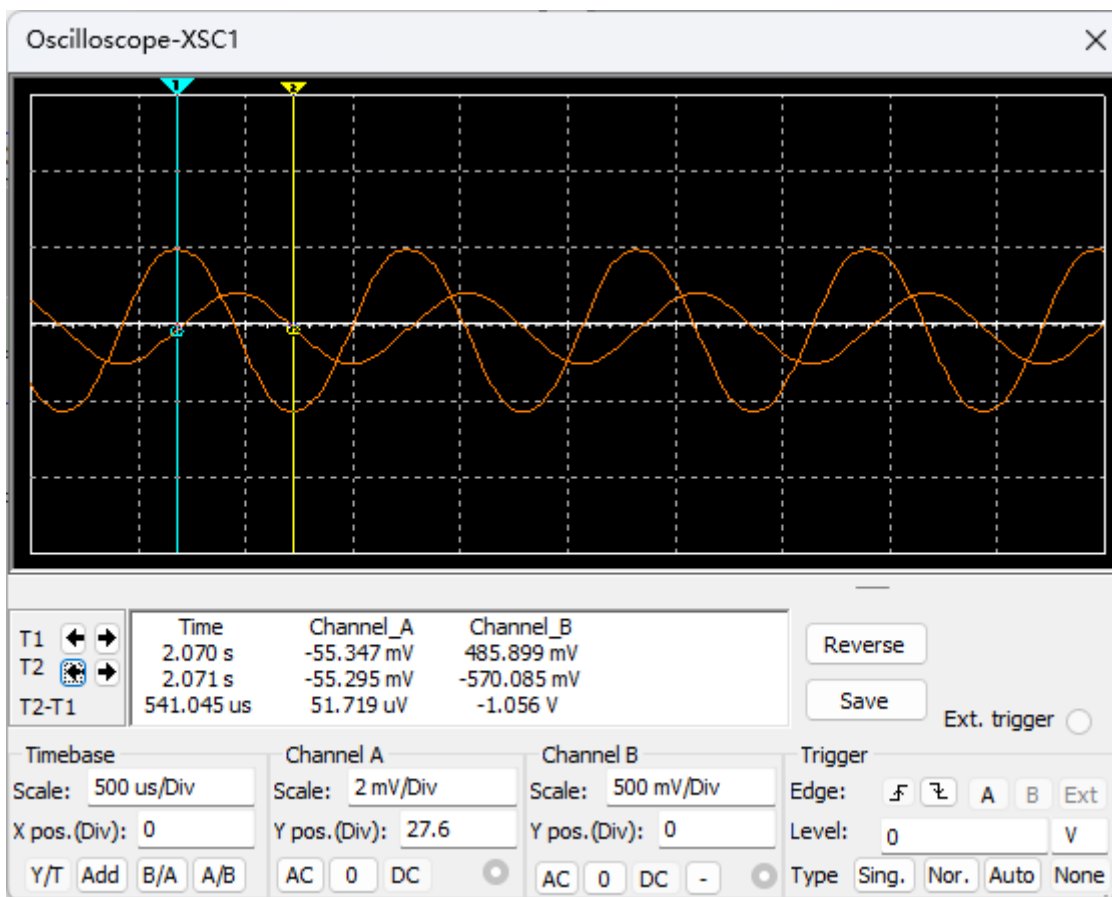 Oscilloscope-XSC1
1 2
Time Channel_A Channel_B
T1 2.070 s -55.347 mV 485.899 mV
T2 2.071 s -55.295 mV -570.085 mV
T2-T1 541.045 us 51.719 uV -1.056 V
Reverse
Save
Ext. trigger
Timebase Channel A Channel B Trigger
Scale: 500 us/Div Scale: 2 mV/Div Scale: 500 mV/Div Edge: A B Ext
X pos.(Div): 0 Y pos.(Div): 27.6 Y pos.(Div): 0 Level: 0 V
Y/T Add B/A A/B AC 0 DC AC 0 DC - Type Sing. Nor. Auto None